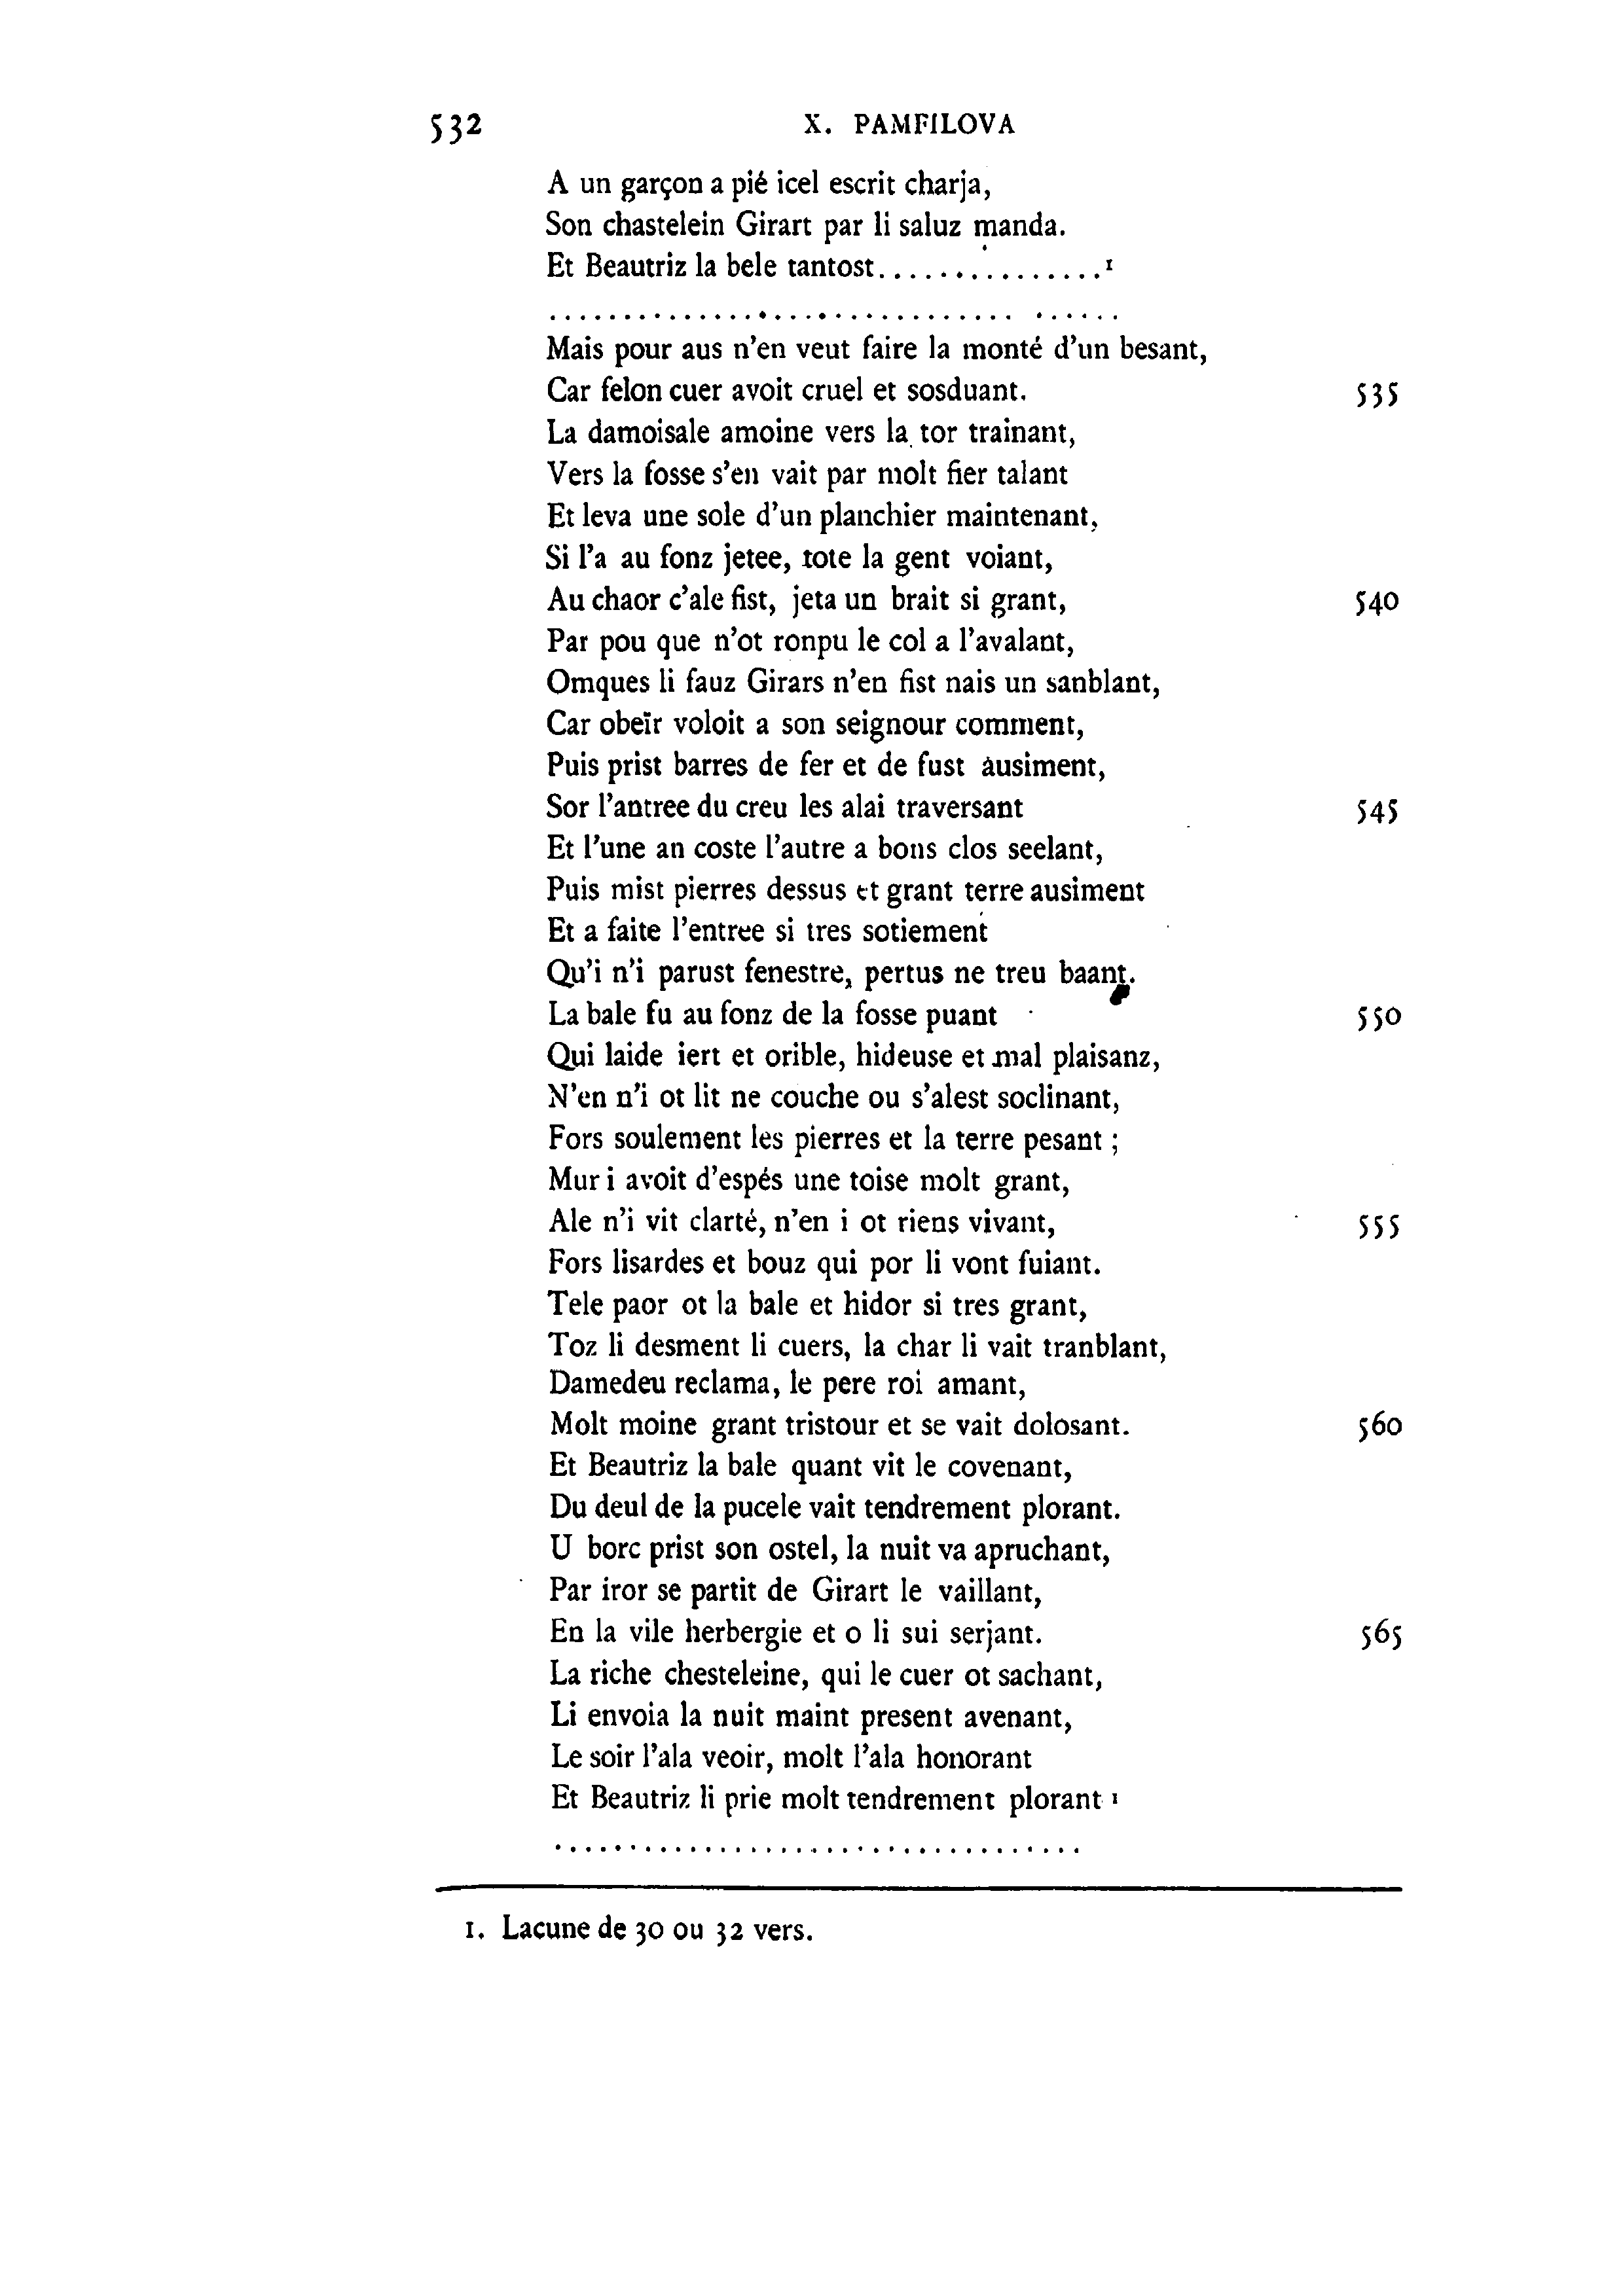 532 X. PAMFILOVA
A un garçon a pié icel escrit charja,
Son chastelein Girart par li saluz manda.
Et Beautriz la bele tantost...............¹
......................................
Mais pour aus n'en veut faire la monté d'un besant,
Car felon cuer avoit cruel et sosduant. 535
La damoisale amoine vers la tor trainant,
Vers la fosse s'en vait par molt fier talant
Et leva une sole d'un planchier maintenant,
Si l'a au fonz jetee, tote la gent voiant,
Au chaor c'ale fist, jeta un brait si grant, 540
Par pou que n'ot ronpu le col a l'avalant,
Omques li fauz Girars n'en fist nais un sanblant,
Car obeïr voloit a son seignour comment,
Puis prist barres de fer et de fust ausiment,
Sor l'antree du creu les alai traversant 545
Et l'une an coste l'autre a bons clos seelant,
Puis mist pierres dessus et grant terre ausiment
Et a faite l'entree si tres sotiement
Qu'i n'i parust fenestre, pertus ne treu baant.
La bale fu au fonz de la fosse puant 550
Qui laide iert et orible, hideuse et mal plaisanz,
N'en n'i ot lit ne couche ou s'alest soclinant,
Fors soulement les pierres et la terre pesant ;
Mur i avoit d'espés une toise molt grant,
Ale n'i vit clarté, n'en i ot riens vivant, 555
Fors lisardes et bouz qui por li vont fuiant.
Tele paor ot la bale et hidor si tres grant,
Toz li desment li cuers, la char li vait tranblant,
Damedeu reclama, le pere roi amant,
Molt moine grant tristour et se vait dolosant. 560
Et Beautriz la bale quant vit le covenant,
Du deul de la pucele vait tendrement plorant.
U borc prist son ostel, la nuit va apruchant,
Par iror se partit de Girart le vaillant,
En la vile herbergie et o li sui serjant. 565
La riche chesteleine, qui le cuer ot sachant,
Li envoia la nuit maint present avenant,
Le soir l'ala veoir, molt l'ala honorant
Et Beautriz li prie molt tendrement plorant ¹
...................................
1. Lacune de 30 ou 32 vers.